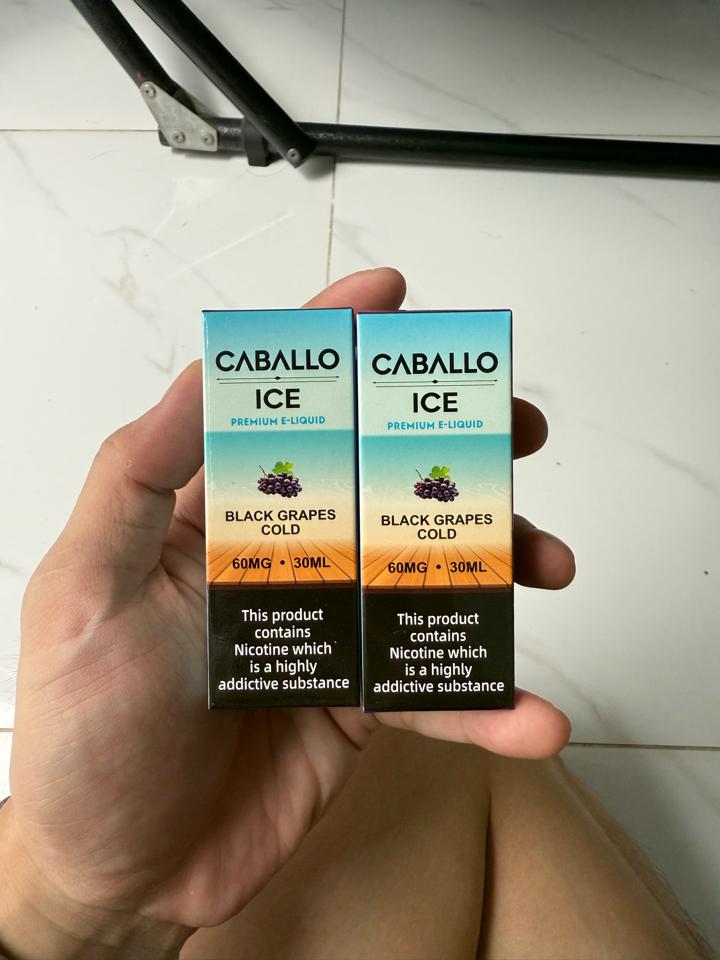 CABALLO
ICE
PREMIUM E-LIQUID
BLACK GRAPES
COLD
60MG • 30ML
This product
contains
Nicotine which
is a highly
addictive substance
CABALLO
ICE
PREMIUM E-LIQUID
BLACK GRAPES
COLD
60MG • 30ML
This product
contains
Nicotine which
is a highly
addictive substance